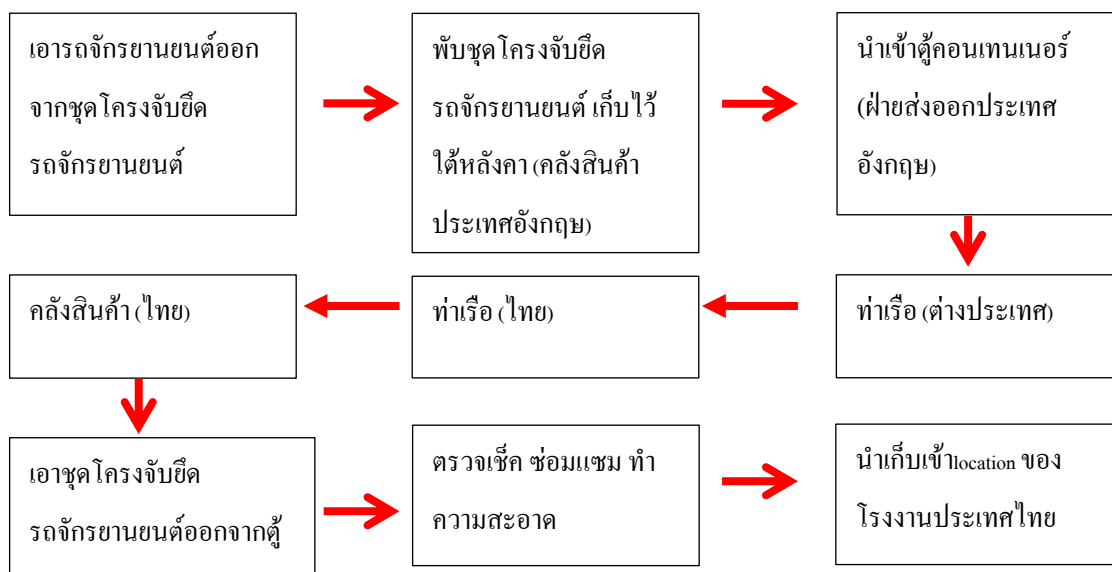 เอารถจักรยานยนต์ออก
จากชุดโครงจับยึด
รถจักรยานยนต์
พับชุดโครงจับยึด
รถจักรยานยนต์ เก็บไว้
ใต้หลังคา (คลังสินค้า
ประเทศอังกฤษ)
นำเข้าตู้คอนเทนเนอร์
(ฝ่ายส่งออกประเทศ
อังกฤษ)
ท่าเรือ (ต่างประเทศ)
ท่าเรือ (ไทย)
คลังสินค้า (ไทย)
เอาชุดโครงจับยึด
รถจักรยานยนต์ออกจากตู้
ตรวจเช็ค ซ่อมแซม ทำ
ความสะอาด
นำเก็บเข้าlocation ของ
โรงงานประเทศไทย